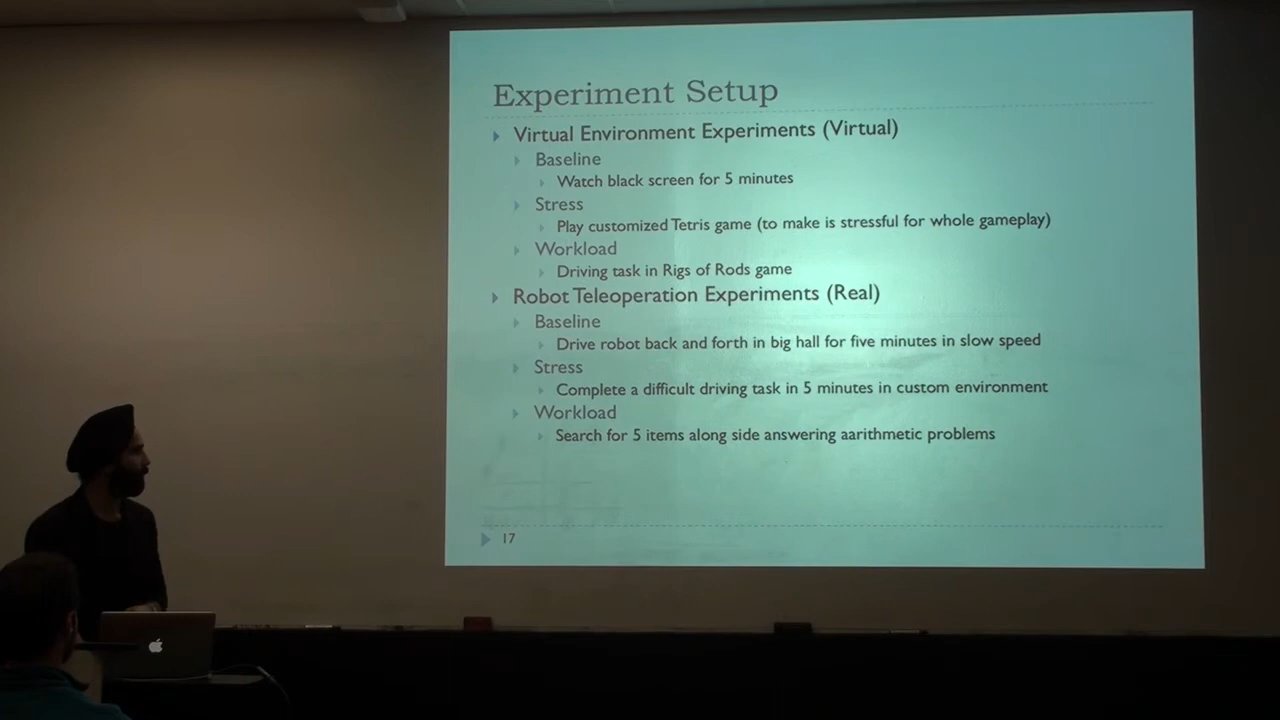 Experiment Setup
Virtual Environment Experiments (Virtual)
Baseline
Watch black screen for 5 minutes
Stress
Play customized Tetris game (to make is stressful for whole gameplay)
Workload
Driving task in Rigs of Rods game
Robot Teleoperation Experiments (Real)
Baseline
Drive robot back and forth in big hall for five minutes in slow speed
Stress
Complete a difficult driving task in 5 minutes in custom environment
Workload
Search for 5 items along side answering aarithmetic problems
17